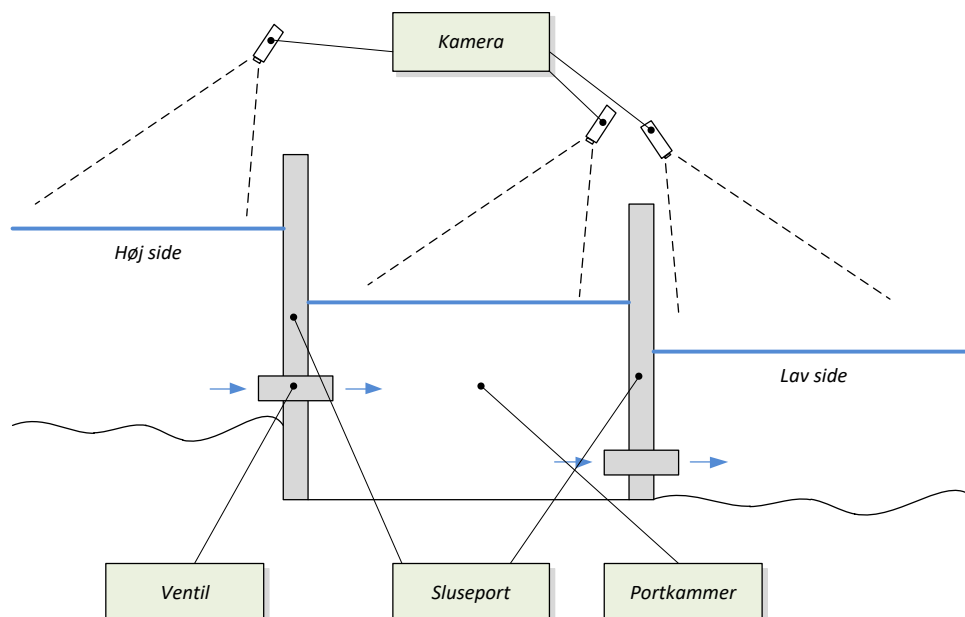 Kamera
Høj side
Lav side
Ventil
Sluseport
Portkammer